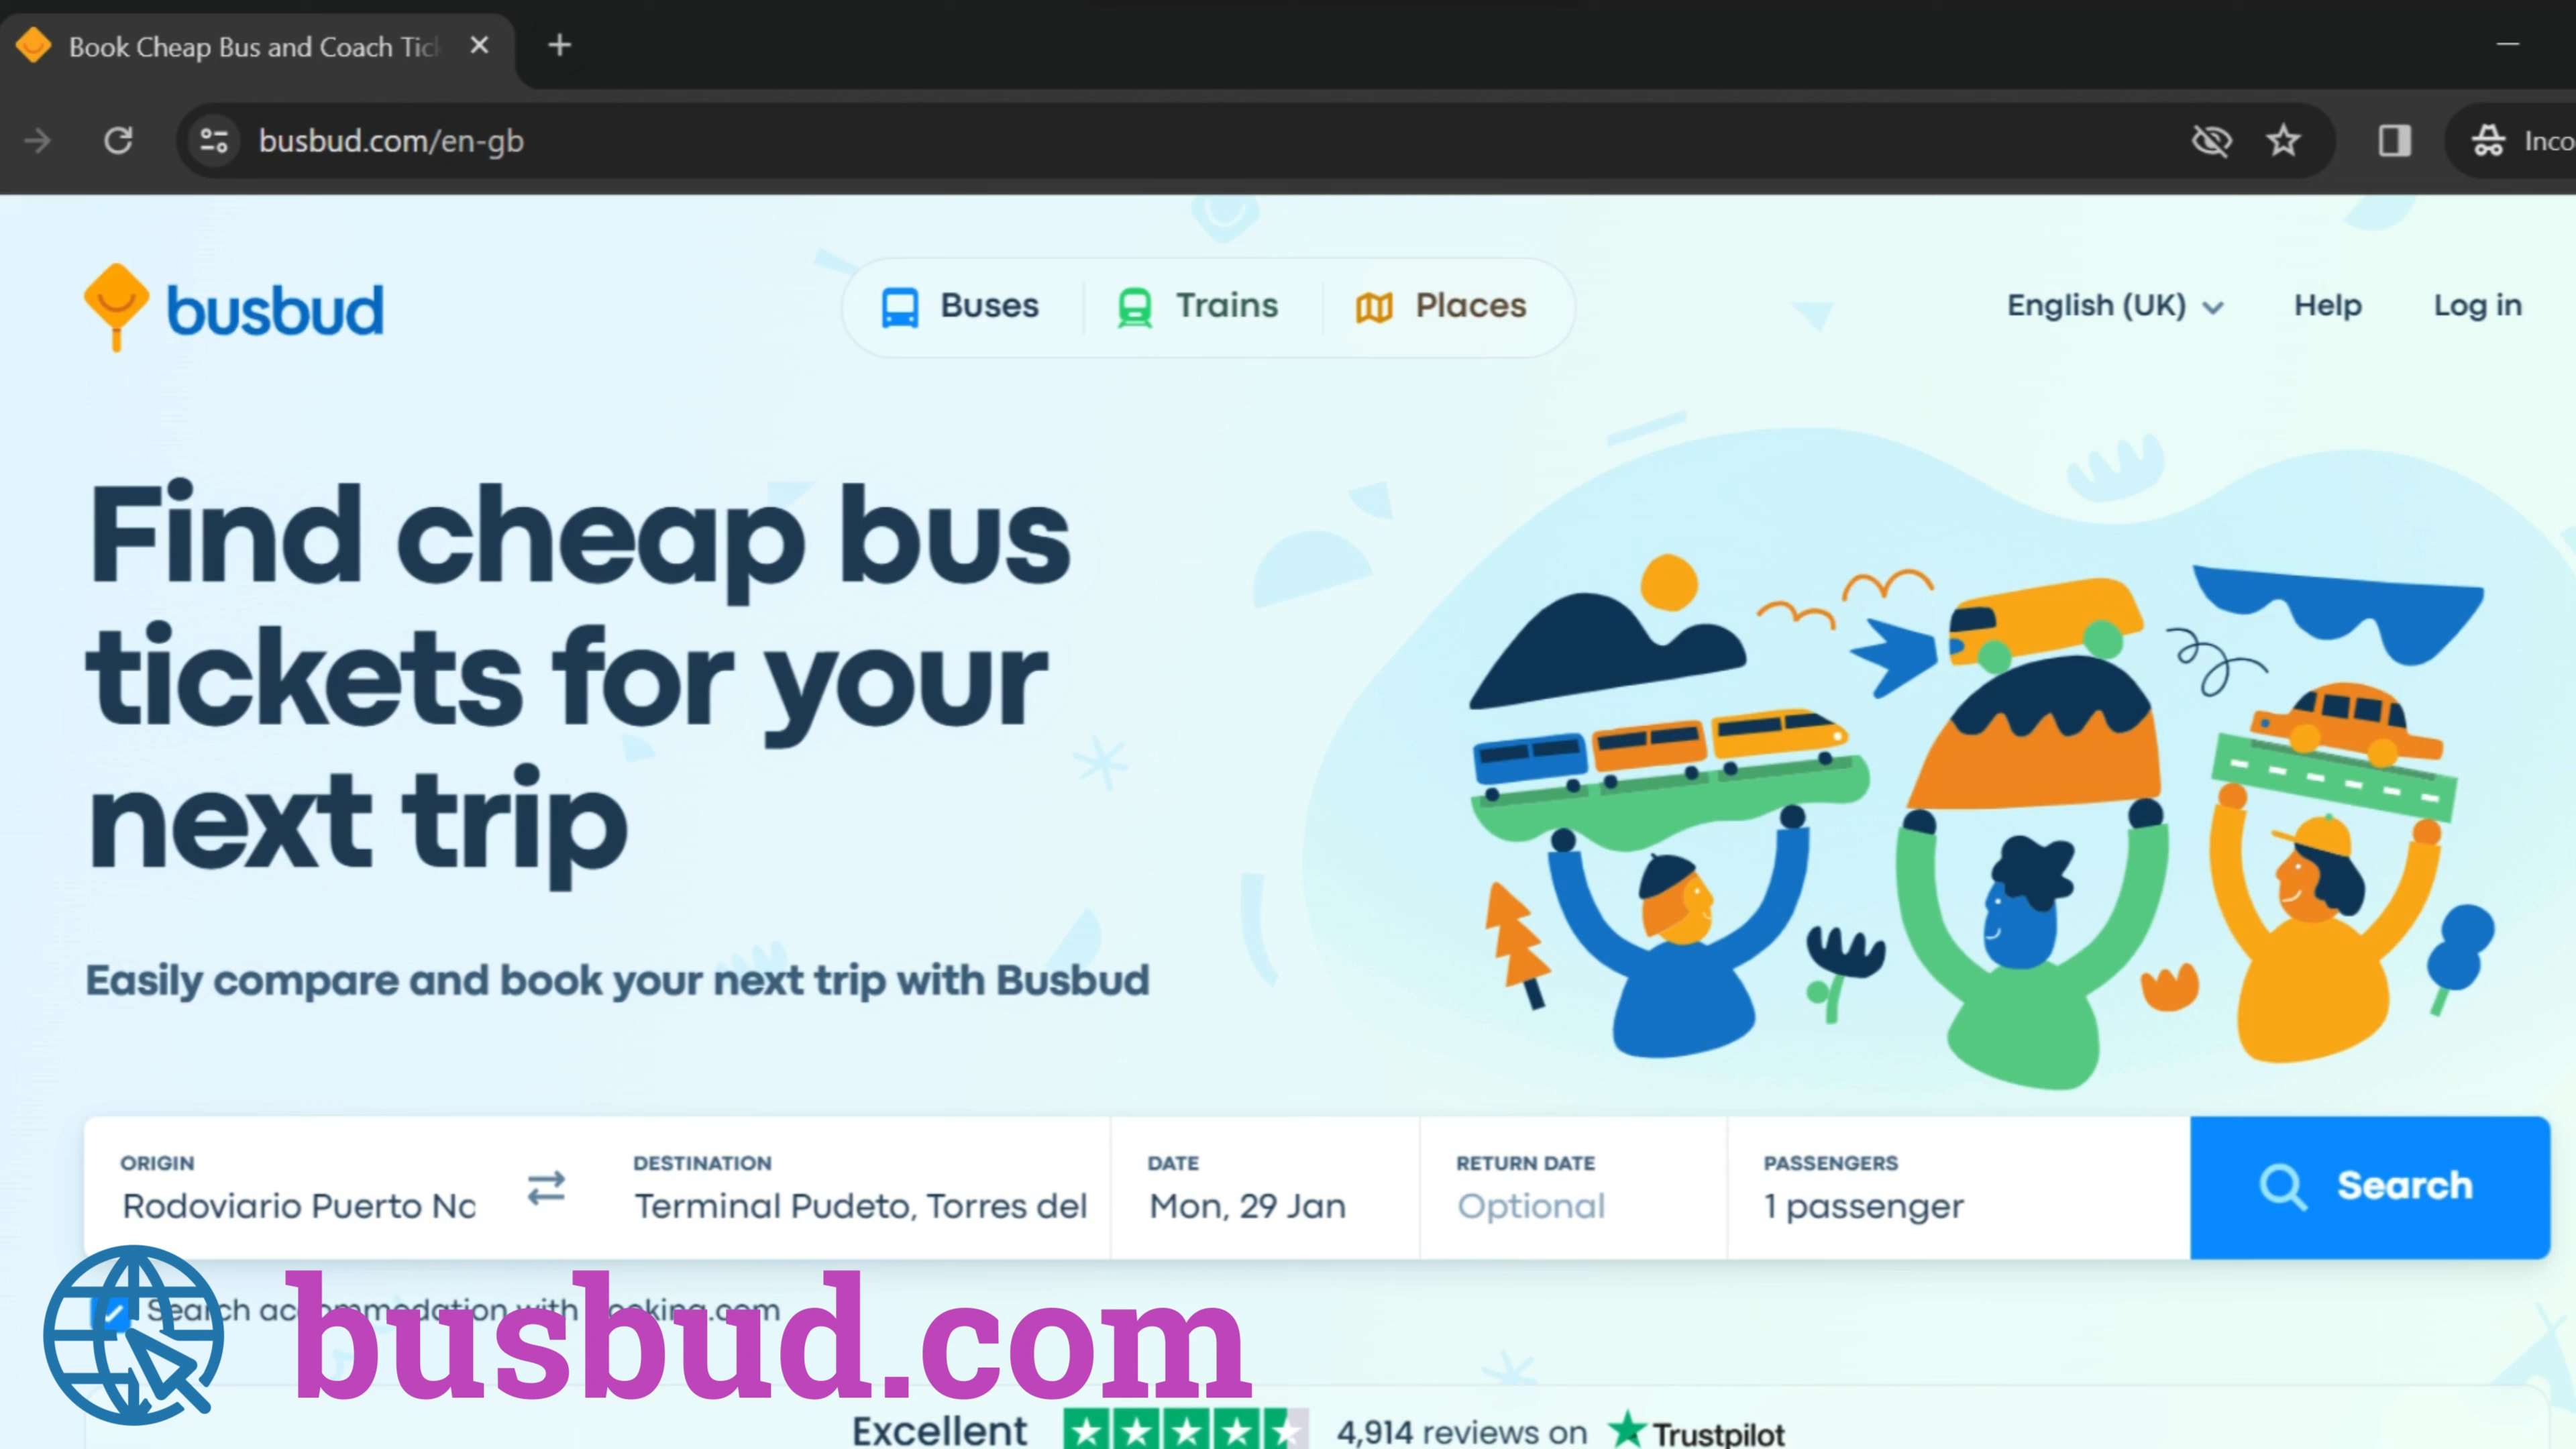 Book Cheap Bus and Coach Tick
busbud.com/en-gb
Inco
busbud
Buses
Trains
Places
English (UK)
Help
Log in
Find cheap bus
tickets for your
next trip
Easily compare and book your next trip with Busbud
ORIGIN
Rodoviario Puerto Na
DESTINATION
Terminal Pudeto, Torres del
DATE
Mon, 29 Jan
RETURN DATE
Optional
PASSENGERS
1 passenger
Search
Search accommodation with Booking.com
busbud.com
Excellent
4,914 reviews on
Trustpilot